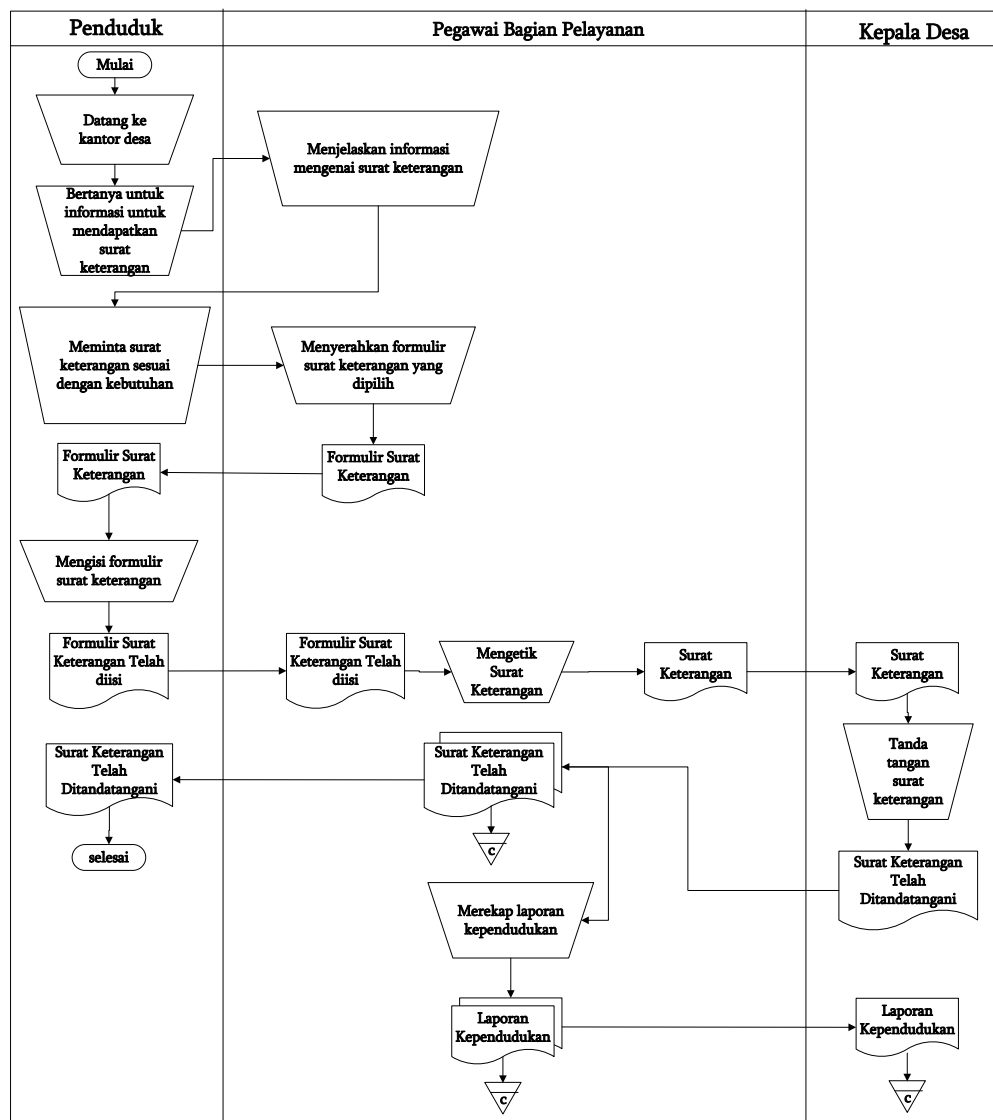 Penduduk
Pegawai Bagian Pelayanan
Kepala Desa
Mulai
Datang ke
kantor desa
Menjelaskan informasi
mengenai surat keterangan
Bertanya untuk
informasi untuk
mendapatkan
surat
keterangan
Meminta surat
keterangan sesuai
dengan kebutuhan
Menyerahkan formulir
surat keterangan yang
dipilih
Formulir Surat
Keterangan
Formulir Surat
Keterangan
Mengisi formulir
surat keterangan
Formulir Surat
Keterangan Telah
diisi
Formulir Surat
Keterangan Telah
diisi
Mengetik
Surat
Keterangan
Surat
Keterangan
Surat
Keterangan
Tanda
tangan
surat
keterangan
Surat Keterangan
Telah
Ditandatangani
Surat Keterangan
Telah
Ditandatangani
C
Surat Keterangan
Telah
Ditandatangani
selesai
Merekap laporan
kependudukan
Laporan
Kependudukan
C
Laporan
Kependudukan
C